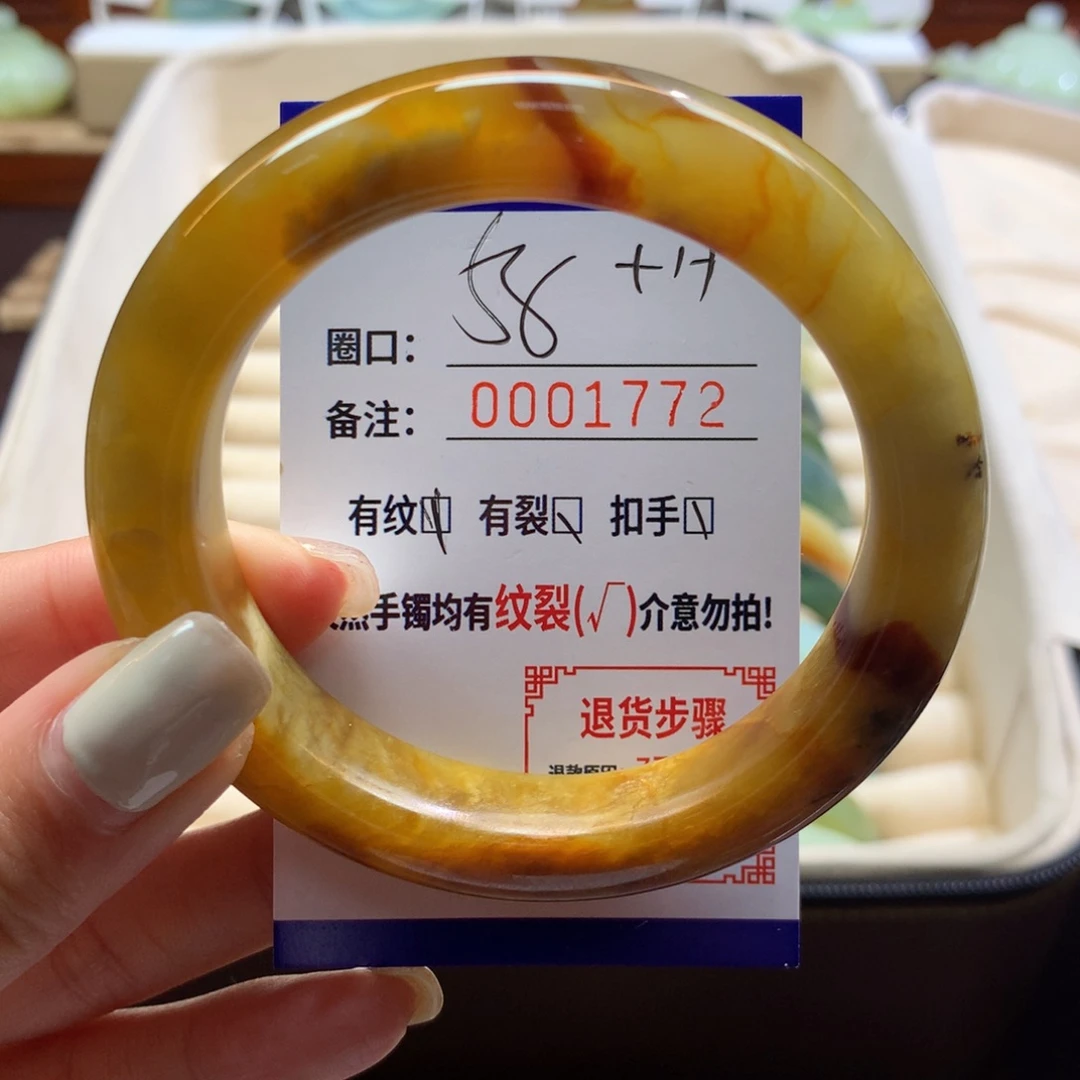 58 +
圈口:
备注: 0001772
有纹 有裂 扣手
手镯均有纹裂(√)介意勿拍!
退货步骤